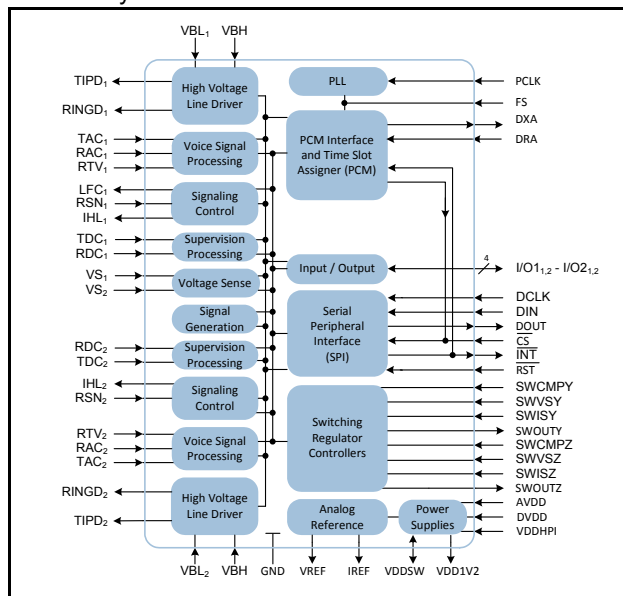 VBL1 VBH
TIPD1
RINGD1
TAC1
RAC1
RTV1
LFC1
RSN1
IHL1
TDC1
RDC1
VS1
VS2
RDC2
TDC2
IHL2
RSN2
RTV2
RAC2
TAC2
RINGD2
TIPD2
High Voltage
Line Driver
Voice Signal
Processing
Signaling
Control
Supervision
Processing
Voltage Sense
Signal
Generation
Supervision
Processing
Signaling
Control
Voice Signal
Processing
High Voltage
Line Driver
PLL
PCM Interface
and Time Slot
Assigner (PCM)
Input / Output
Serial
Peripheral
Interface
(SPI)
Switching
Regulator
Controllers
Analog
Reference
Power
Supplies
PCLK
FS
DXA
DRA
4
I/O11,2 - I/O21,2
DCLK
DIN
DOUT
CS
INT
RST
SWCMPY
SWVSY
SWISY
SWOUTY
SWCMPZ
SWVSZ
SWISZ
SWOUTZ
AVDD
DVDD
VDDHPI
VBL2 VBH GND VREF IREF VDDSW VDD1V2